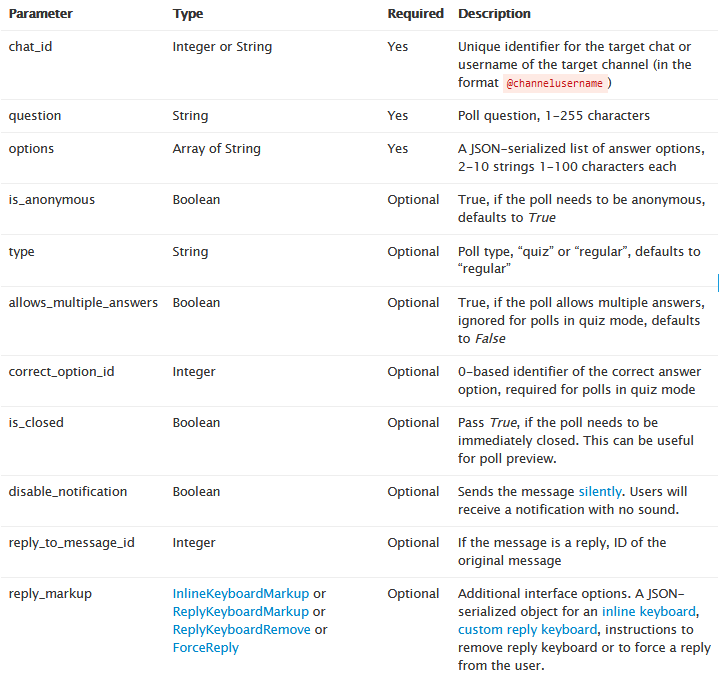 Parameter Type Required Description
chat_id Integer or String Yes Unique identifier for the target chat or
username of the target channel (in the
format @channelusername )
question String Yes Poll question, 1-255 characters
options Array of String Yes A JSON-serialized list of answer options,
2-10 strings 1-100 characters each
is_anonymous Boolean Optional True, if the poll needs to be anonymous,
defaults to True
type String Optional Poll type, “quiz” or “regular”, defaults to
“regular”
allows_multiple_answers Boolean Optional True, if the poll allows multiple answers,
ignored for polls in quiz mode, defaults
to False
correct_option_id Integer Optional 0-based identifier of the correct answer
option, required for polls in quiz mode
is_closed Boolean Optional Pass True, if the poll needs to be
immediately closed. This can be useful
for poll preview.
disable_notification Boolean Optional Sends the message silently. Users will
receive a notification with no sound.
reply_to_message_id Integer Optional If the message is a reply, ID of the
original message
reply_markup InlineKeyboardMarkup or Optional Additional interface options. A JSON-
ReplyKeyboardMarkup or serialized object for an inline keyboard,
ReplyKeyboardRemove or custom reply keyboard, instructions to
ForceReply remove reply keyboard or to force a reply
from the user.